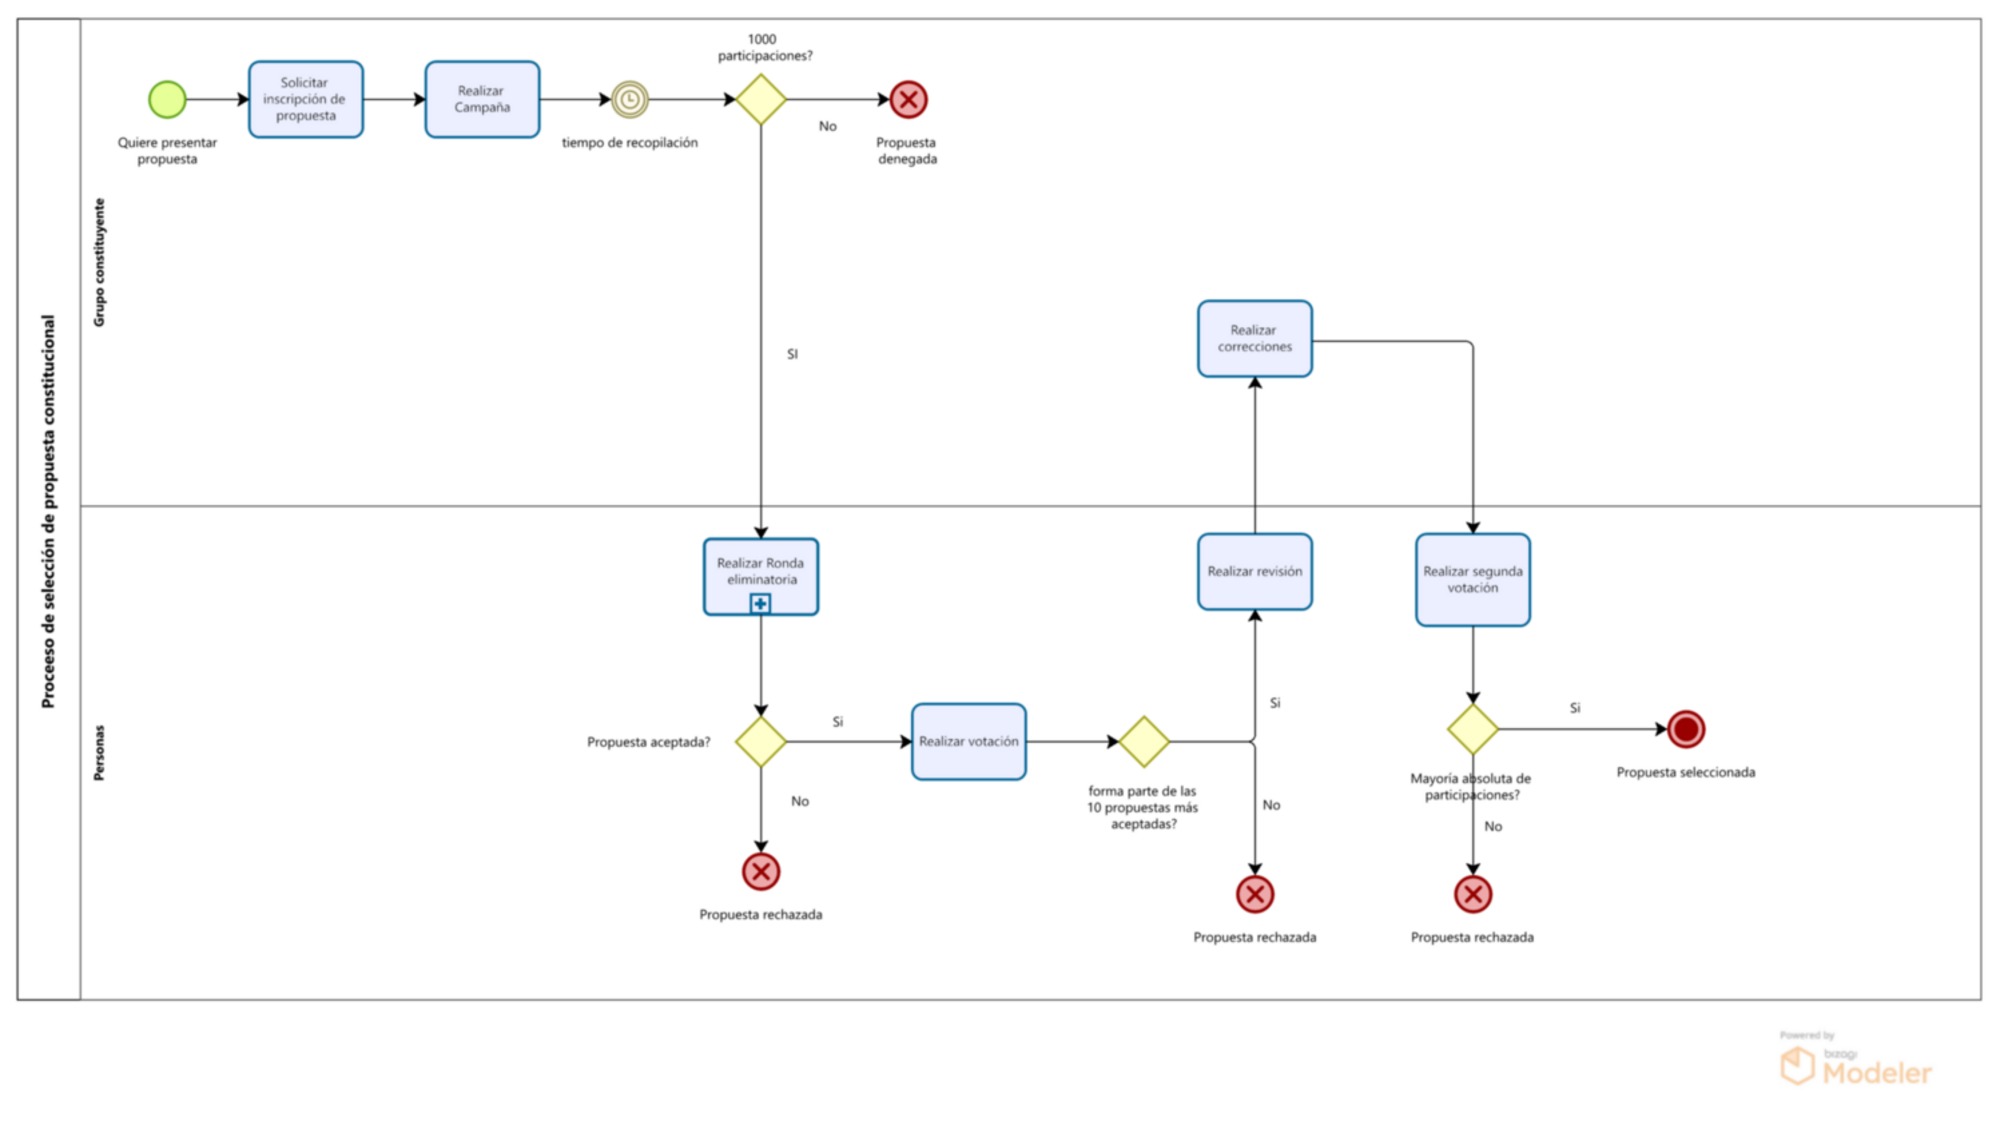 Proceeso de selección de propuesta constitucional
Grupo constituyente
Quiere presentar
propuesta
Solicitar
inscripción de
propuesta
Realizar
Campaña
tiempo de recopilación
1000
participaciones?
No
Propuesta
denegada
SI
Realizar
correcciones
Personas
Realizar Ronda
eliminatoria
Propuesta aceptada?
Si
No
Propuesta rechazada
Realizar votación
forma parte de las
10 propuestas más
aceptadas?
Si
No
Realizar revisión
Propuesta rechazada
Realizar segunda
votación
Mayoría absoluta de
participaciones?
Si
No
Propuesta seleccionada
Propuesta rechazada
Powered by
bizagi
Modeler